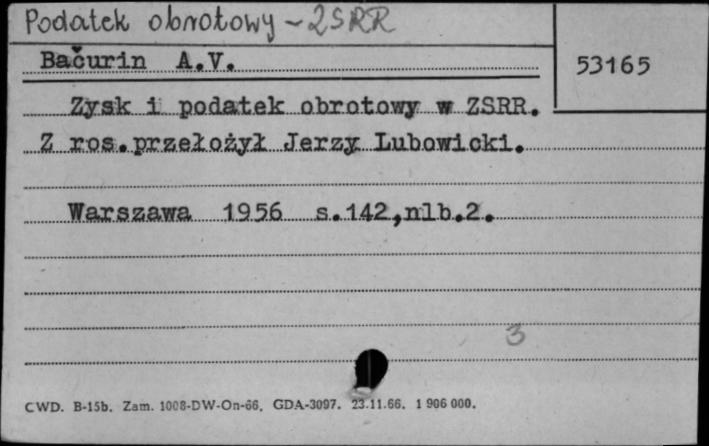 Podatek obrotowy - ZSRR
Bačurin A.V.
53165
Zysk i podatek obrotowy w ZSRR.
Z ros. przełożył Jerzy Lubowicki.
Warszawa 1956 s.142,nlb.2.
3
CWD. B-15b. Zam. 1008-DW-On-66. GDA-3097. 23.11.66. 1 906 000.